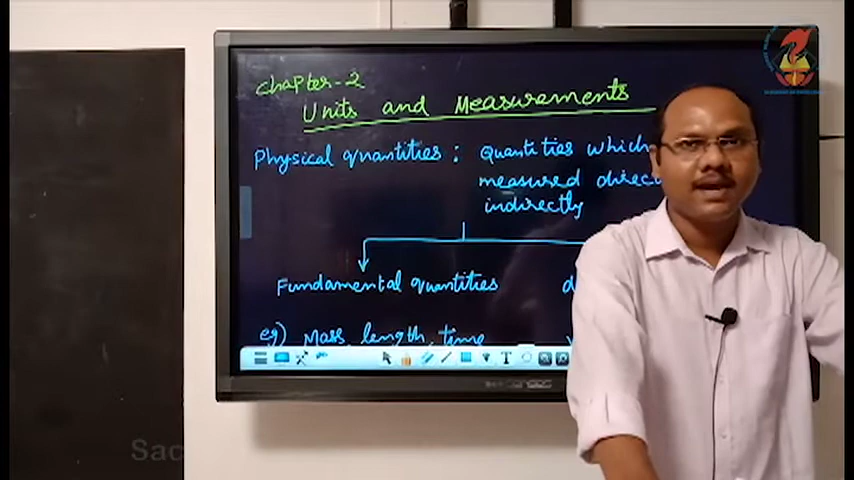 Chapter-2
Units and Measurements
Physical quantities : Quantities which
measured direc
indirectly
Fundamental quantities d
eg) Mass length, time
T
Sac